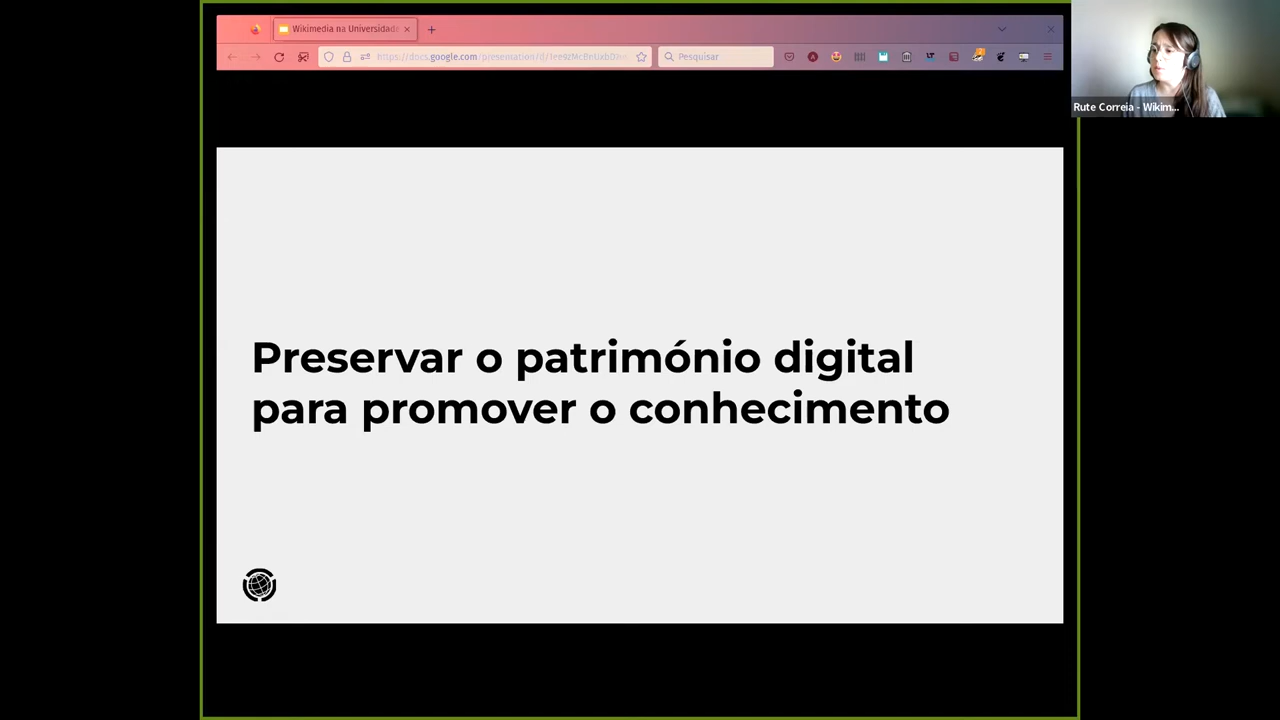 Wikimedia na Universidade
Pesquisar
Rute Correia - Wikim...
Preservar o património digital
para promover o conhecimento